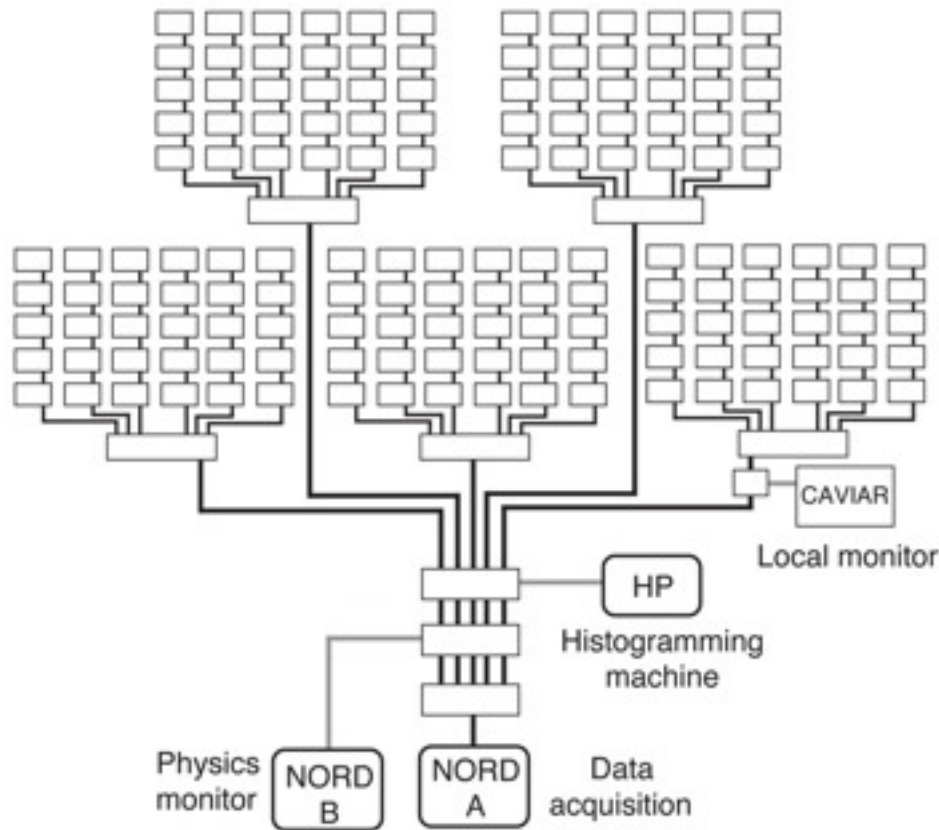 CAVIAR
Local monitor
HP
Histogramming
machine
Physics
monitor
NORD
B
NORD
A
Data
acquisition